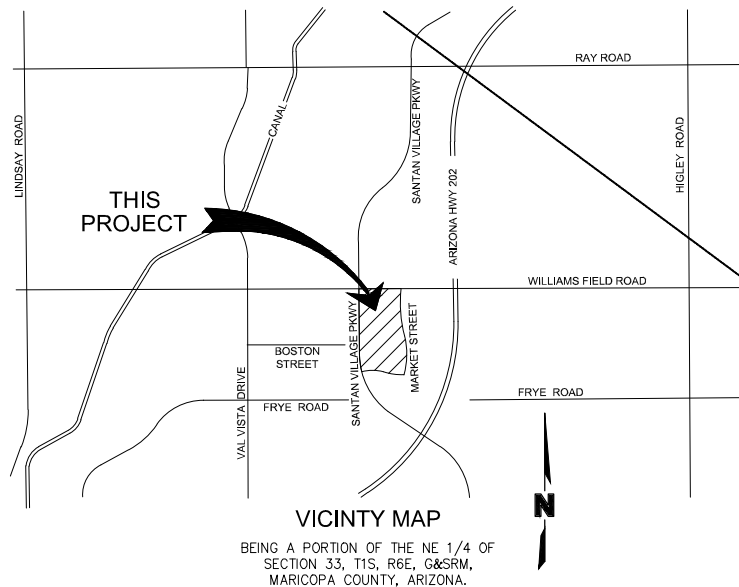 RAY ROAD
LINDSAY ROAD
CANAL
SANTAN VILLAGE PKWY
ARIZONA HWY 202
HIGLEY ROAD
THIS
PROJECT
WILLIAMS FIELD ROAD
SANTAN VILLAGE PKWY
MARKET STREET
BOSTON
STREET
VAL VISTA DRIVE
FRYE ROAD
FRYE ROAD
N
VICINTY MAP
BEING A PORTION OF THE NE 1/4 OF
SECTION 33, T1S, R6E, G&SRM,
MARICOPA COUNTY, ARIZONA.